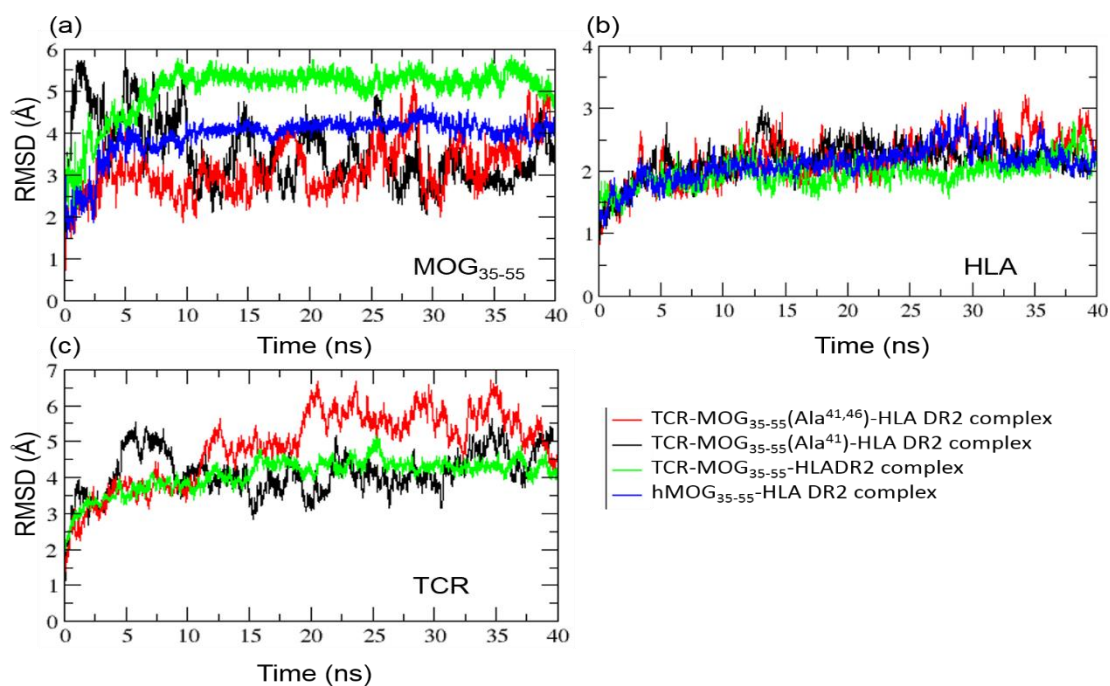 (a)
6
5
4
3
2
1
0
RMSD (Å)
MOG35-55
0 5 10 15 20 25 30 35 40
Time (ns)
(b)
4
3
2
1
0
HLA
0 5 10 15 20 25 30 35 40
Time (ns)
(c)
7
6
5
4
3
2
1
0
RMSD (Å)
TCR
0 5 10 15 20 25 30 35 40
Time (ns)
TCR-MOG35-55(Ala41,46)-HLA DR2 complex
TCR-MOG35-55(Ala41)-HLA DR2 complex
TCR-MOG35-55-HLADR2 complex
hMOG35-55-HLA DR2 complex